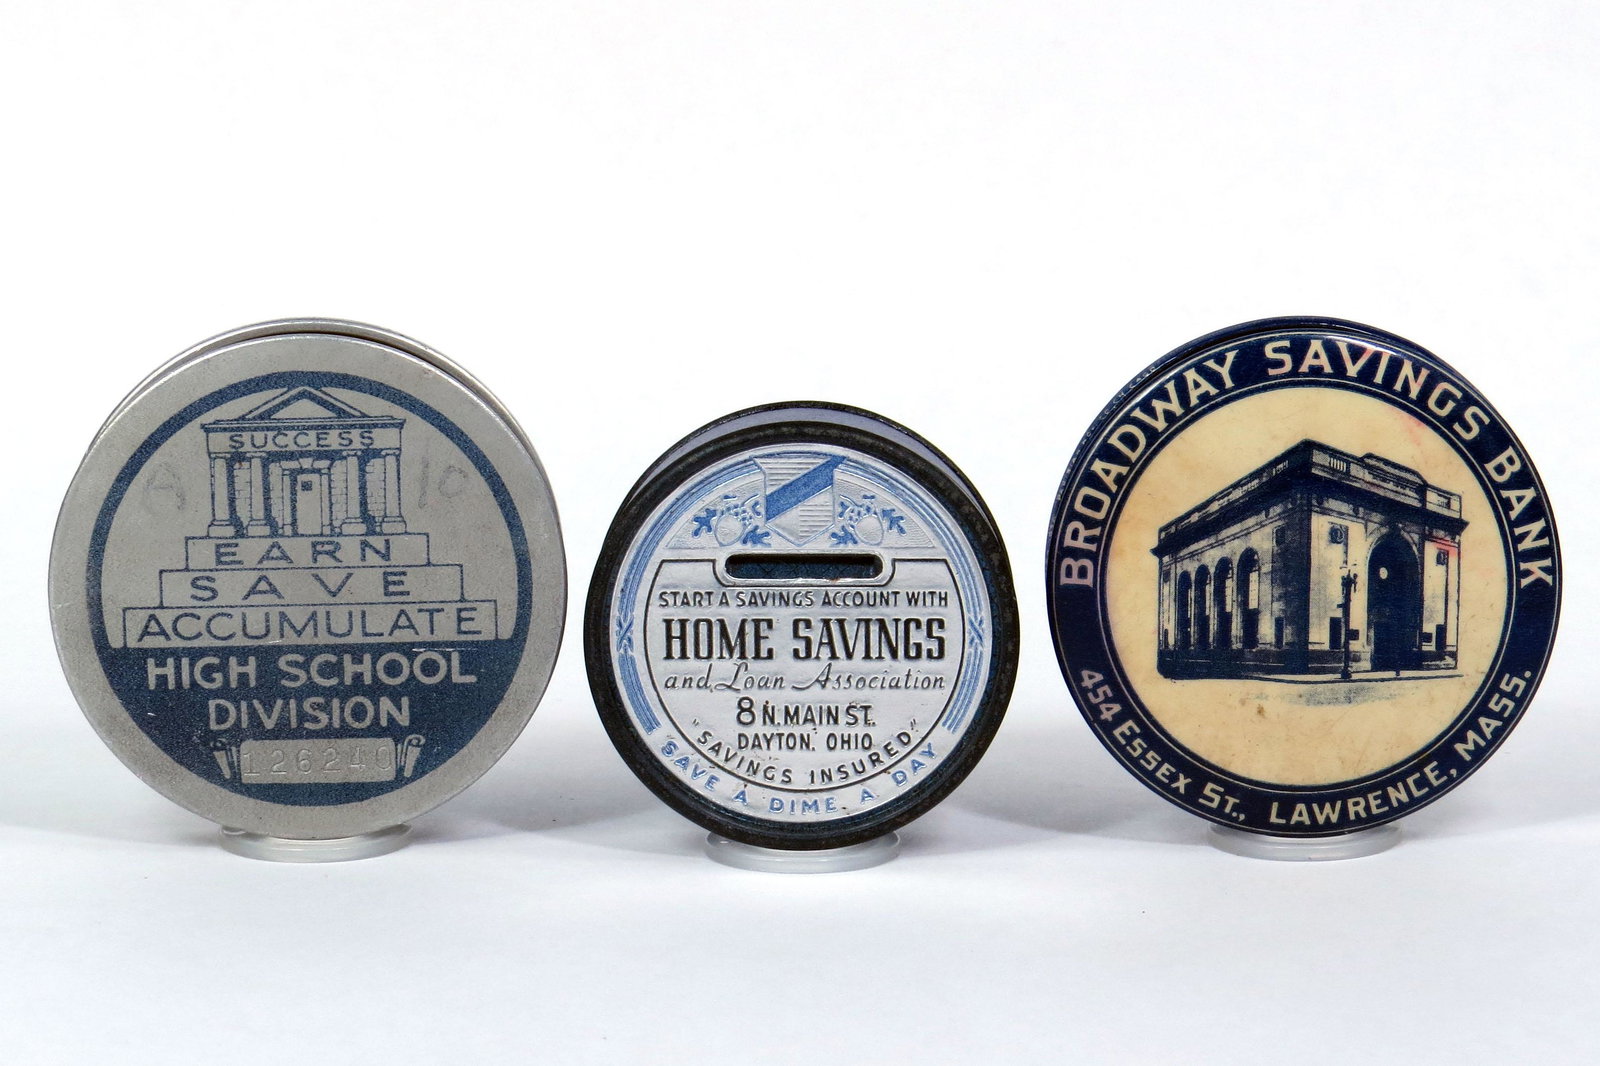 SUCCESS
EARN
SAVE
ACCUMULATE
HIGH SCHOOL
DIVISION
126240
START A SAVINGS ACCOUNT WITH
HOME SAVINGS
and Loan Association
8 N. MAIN ST.
DAYTON, OHIO
"SAVINGS INSURED"
SAVE A DIME A DAY
BROADWAY SAVINGS BANK
454 ESSEX ST., LAWRENCE, MASS.